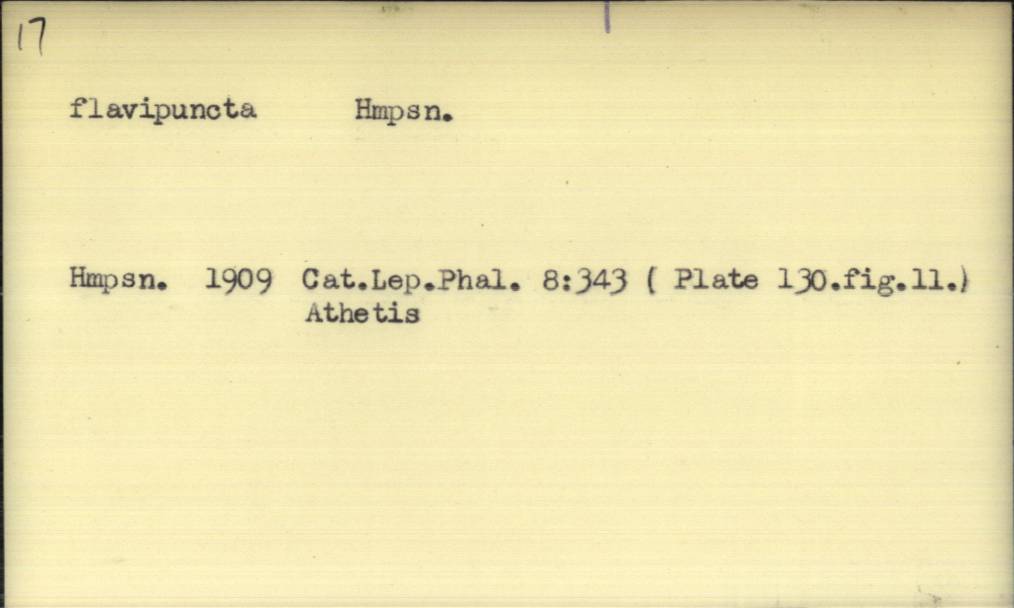 17
flavipuncta Hmpsn.
Hmpsn. 1909 Cat.Lep.Phal. 8:343 ( Plate 130.fig.11.)
Athetis